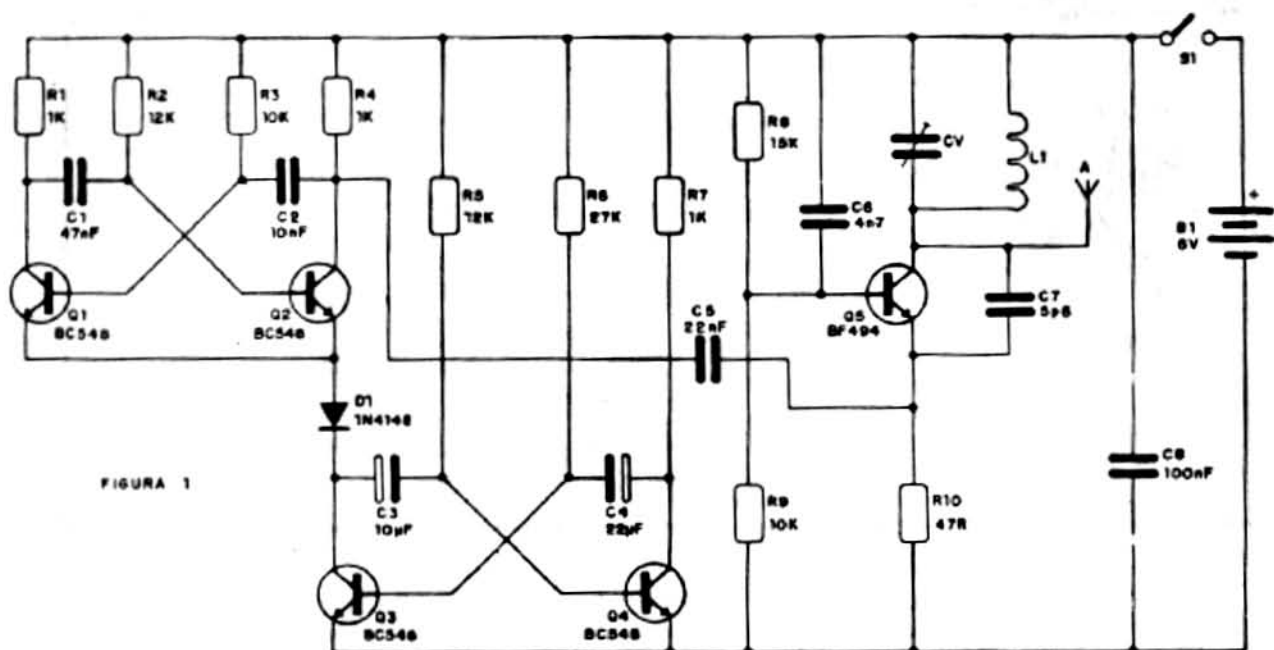 R1
1K
R2
12K
R3
10K
R4
1K
C1
47nF
C2
10nF
Q1
BC548
Q2
BC548
D1
1N4148
R5
12K
R6
27K
R7
1K
C3
10µF
C4
22µF
Q3
BC548
Q4
BC548
C5
22nF
R8
15K
C6
4n7
R9
10K
Q5
BF494
CV
L1
A
C7
5p6
R10
47R
C8
100nF
S1
+
B1
6V
FIGURA 1